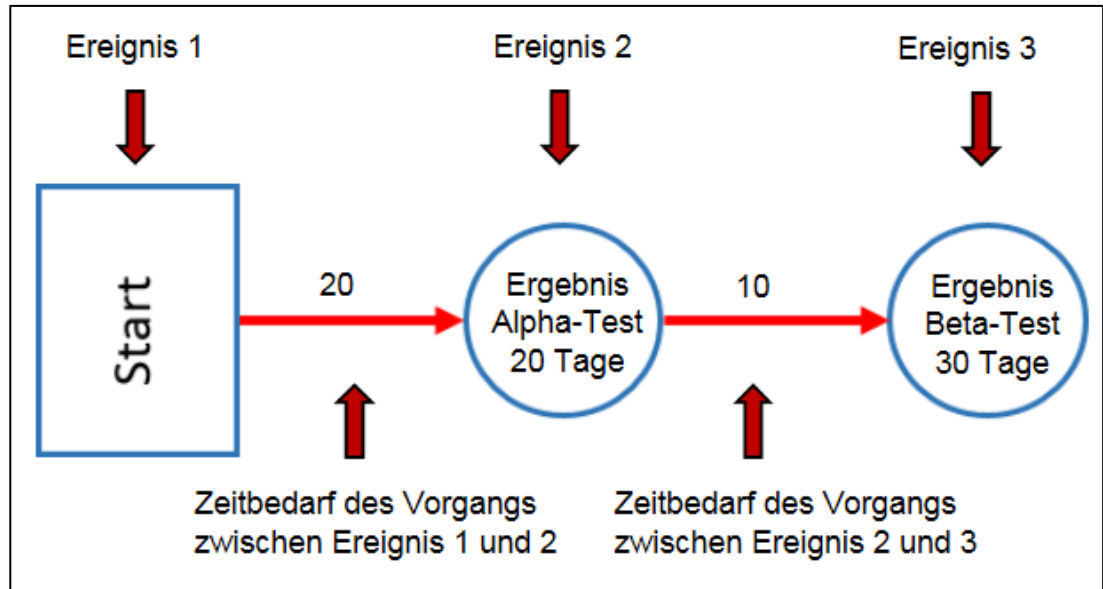 Ereignis 1
Ereignis 2
Ereignis 3
Start
20
Ergebnis
Alpha-Test
20 Tage
10
Ergebnis
Beta-Test
30 Tage
Zeitbedarf des Vorgangs
zwischen Ereignis 1 und 2
Zeitbedarf des Vorgangs
zwischen Ereignis 2 und 3